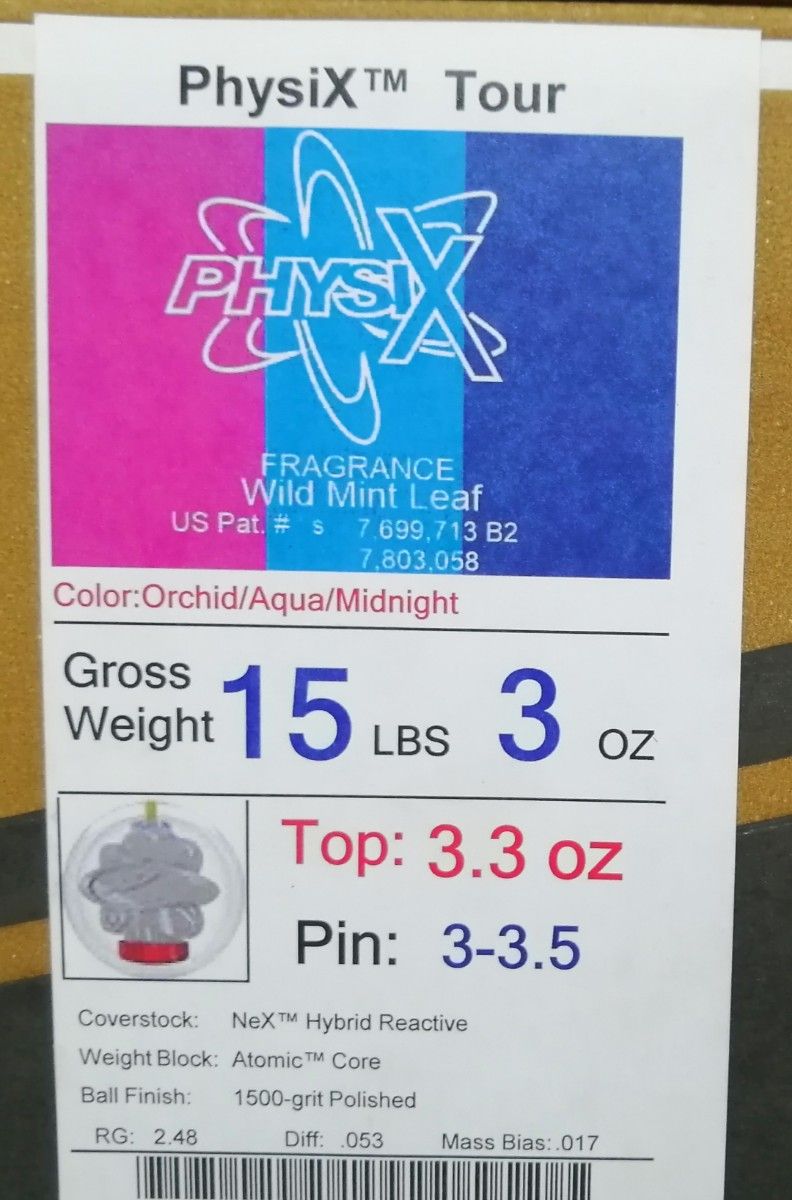 PhysiX™ Tour
PHYSIX
FRAGRANCE
Wild Mint Leaf
US Pat. # s 7,699,713 B2
7,803,058
Color:Orchid/Aqua/Midnight
Gross
Weight 15 LBS 3 OZ
Top: 3.3 oz
Pin: 3-3.5
Coverstock: NeX™ Hybrid Reactive
Weight Block: Atomic™ Core
Ball Finish: 1500-grit Polished
RG: 2.48 Diff: .053 Mass Bias: .017